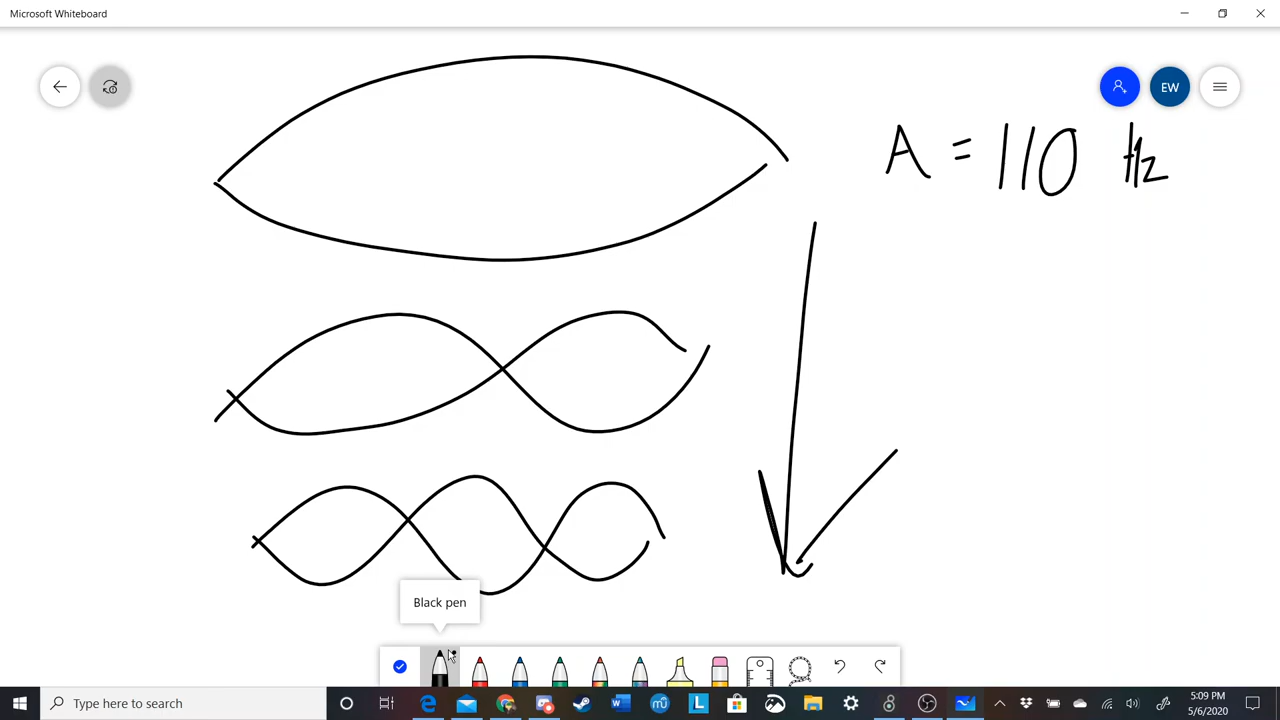 Microsoft Whiteboard
EW
A = 110 Hz
Black pen
Type here to search
5:09 PM
5/6/2020